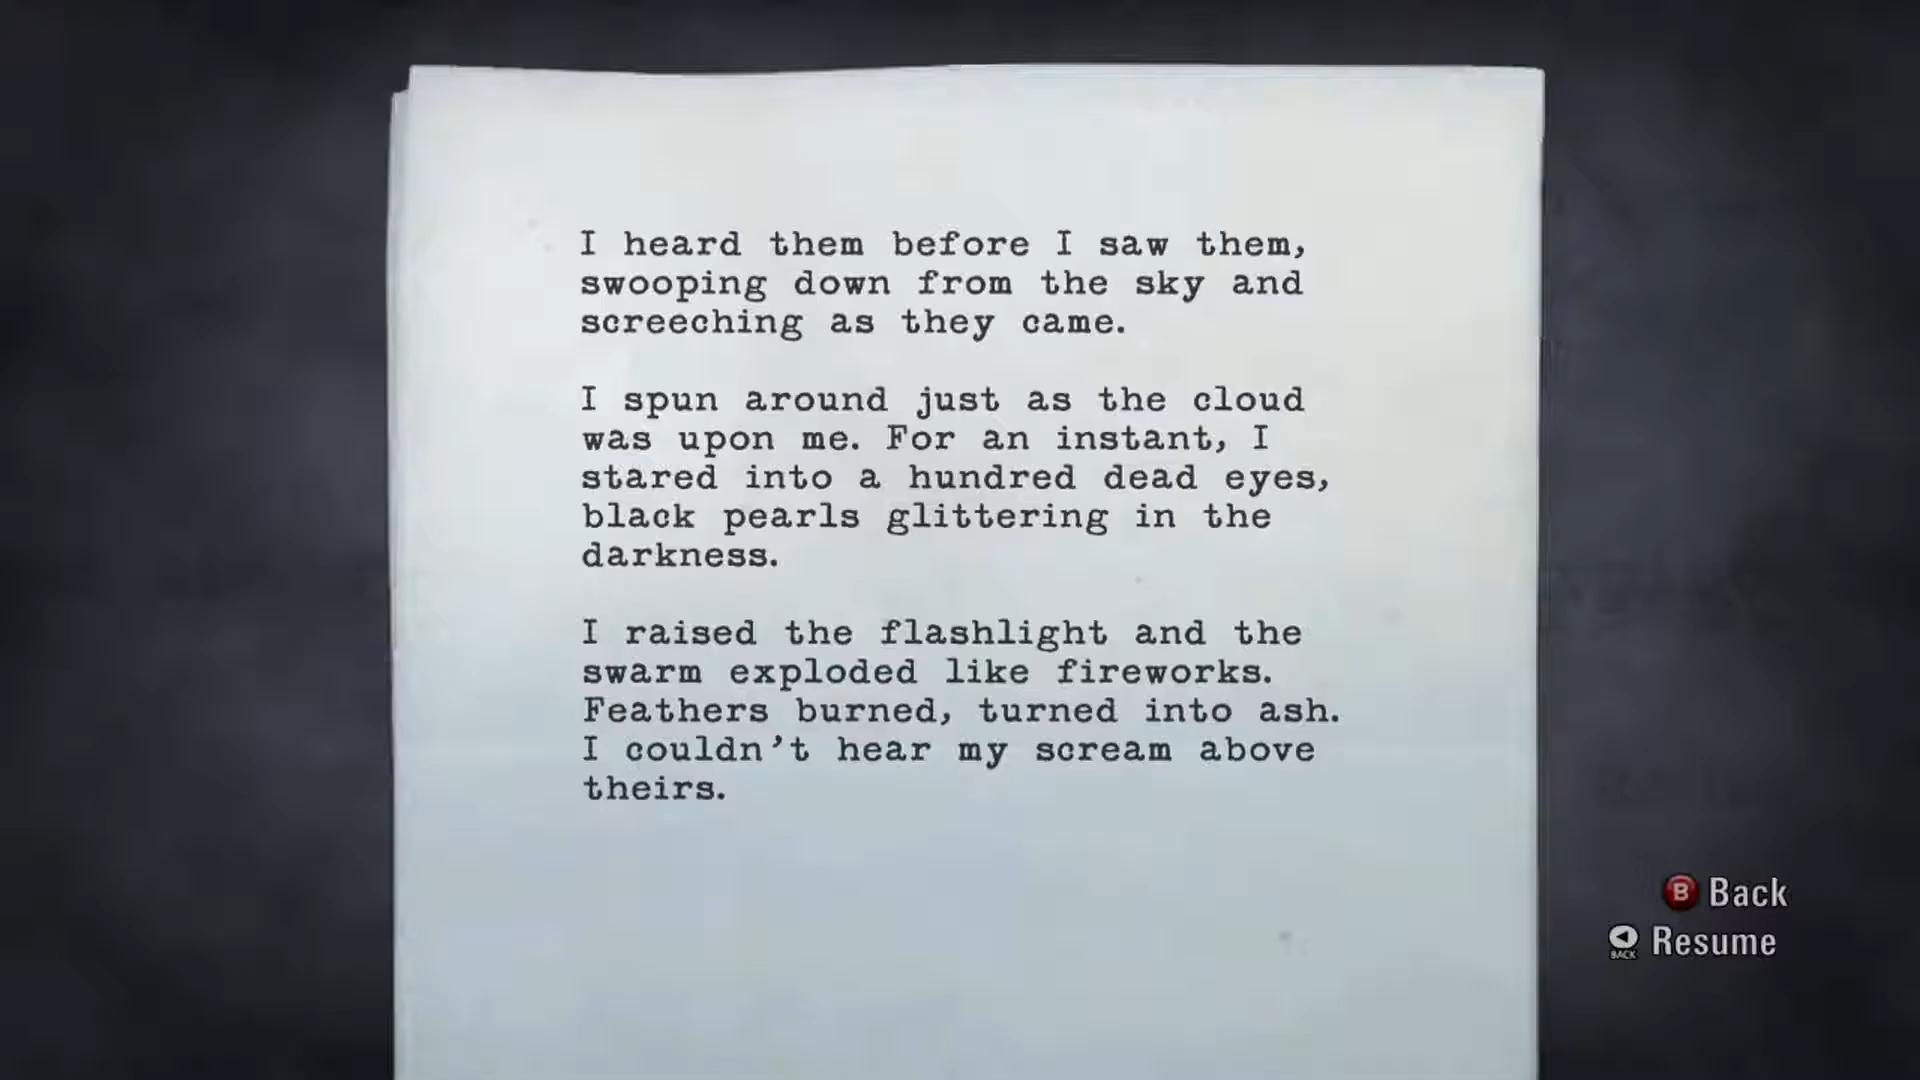 I heard them before I saw them,
swooping down from the sky and
screeching as they came.
I spun around just as the cloud
was upon me. For an instant, I
stared into a hundred dead eyes,
black pearls glittering in the
darkness.
I raised the flashlight and the
swarm exploded like fireworks.
Feathers burned, turned into ash.
I couldn’t hear my scream above
theirs.
B Back
BACK Resume